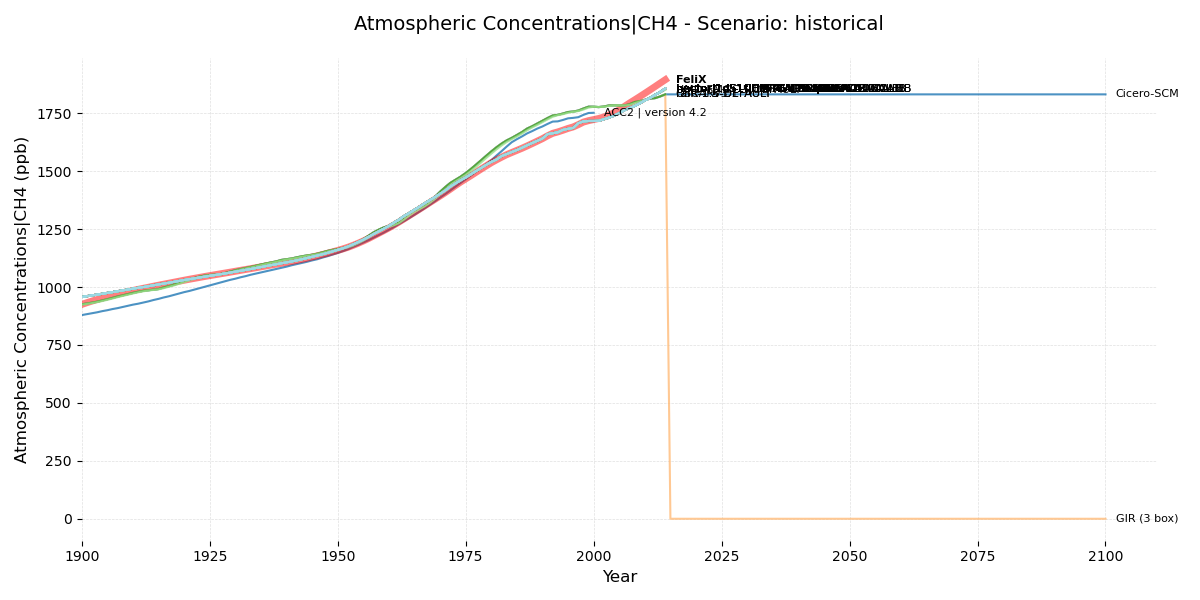 Atmospheric Concentrations|CH4 - Scenario: historical
Atmospheric Concentrations|CH4 (ppb)
1750
1500
1250
1000
750
500
250
0
FeliX
Cicero-SCM
ACC2 | version 4.2
GIR (3 box)
1900 1925 1950 1975 2000 2025 2050 2075 2100
Year